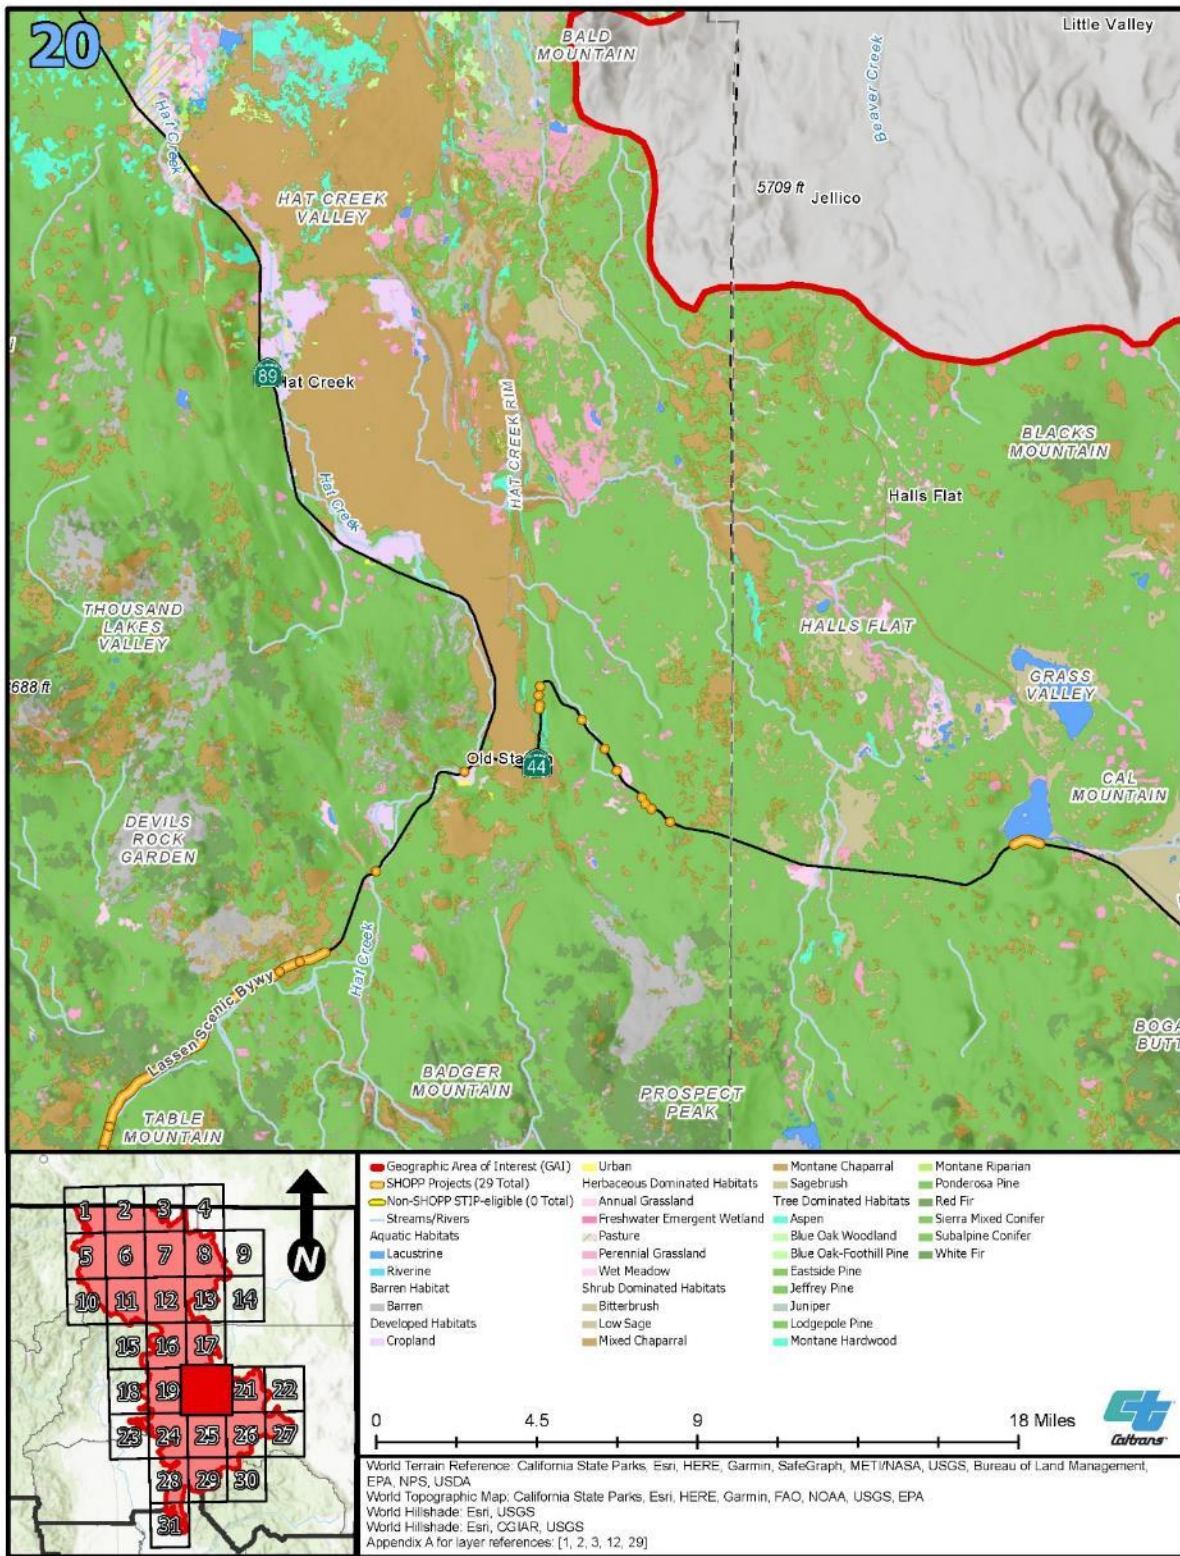 20
Little Valley
BALD
MOUNTAIN
Beaver Creek
Hat Creek
5709 ft
Jellico
HAT CREEK
VALLEY
89
Hat Creek
HAT CREEK RIM
BLACKS
MOUNTAIN
Halls Flat
Hat Creek
THOUSAND
LAKES
VALLEY
HALLS FLAT
688 ft
GRASS
VALLEY
Old Sta
44
CAL
MOUNTAIN
DEVILS
ROCK
GARDEN
Hat Creek
Lassen Scenic Bywy
BOGA
BUTT
BADGER
MOUNTAIN
PROSPECT
PEAK
TABLE
MOUNTAIN
1 2 3 4
5 6 7 8 9
10 11 12 13 14
15 16 17
18 19 21 22
23 24 25 26 27
28 29 30
31
N
Geographic Area of Interest (GAI)
SHOPP Projects (29 Total)
Non-SHOPP STIP-eligible (0 Total)
Streams/Rivers
Aquatic Habitats
Lacustrine
Riverine
Barren Habitat
Barren
Developed Habitats
Cropland
Urban
Herbaceous Dominated Habitats
Annual Grassland
Freshwater Emergent Wetland
Pasture
Perennial Grassland
Wet Meadow
Shrub Dominated Habitats
Bitterbrush
Low Sage
Mixed Chaparral
Montane Chaparral
Sagebrush
Tree Dominated Habitats
Aspen
Blue Oak Woodland
Blue Oak-Foothill Pine
Eastside Pine
Jeffrey Pine
Juniper
Lodgepole Pine
Montane Hardwood
Montane Riparian
Ponderosa Pine
Red Fir
Sierra Mixed Conifer
Subalpine Conifer
White Fir
0 4.5 9 18 Miles
ct
Caltrans
World Terrain Reference: California State Parks, Esri, HERE, Garmin, SafeGraph, METI/NASA, USGS, Bureau of Land Management,
EPA, NPS, USDA
World Topographic Map: California State Parks, Esri, HERE, Garmin, FAO, NOAA, USGS, EPA
World Hillshade: Esri, USGS
World Hillshade: Esri, CGIAR, USGS
Appendix A for layer references: [1, 2, 3, 12, 29]